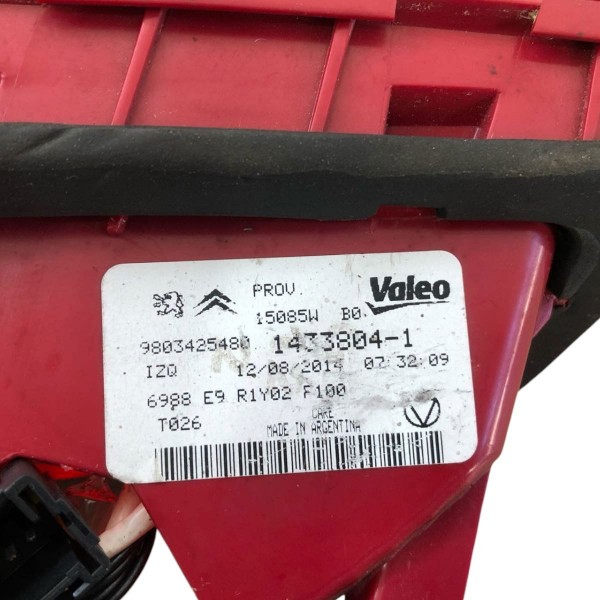 PROV. Valeo
15085W B0.
9803425480 1433804-1
IZQ 12/08/2014 07:32:09
6988 E9 R1Y02 F100
T026 CARE
MADE IN ARGENTINA